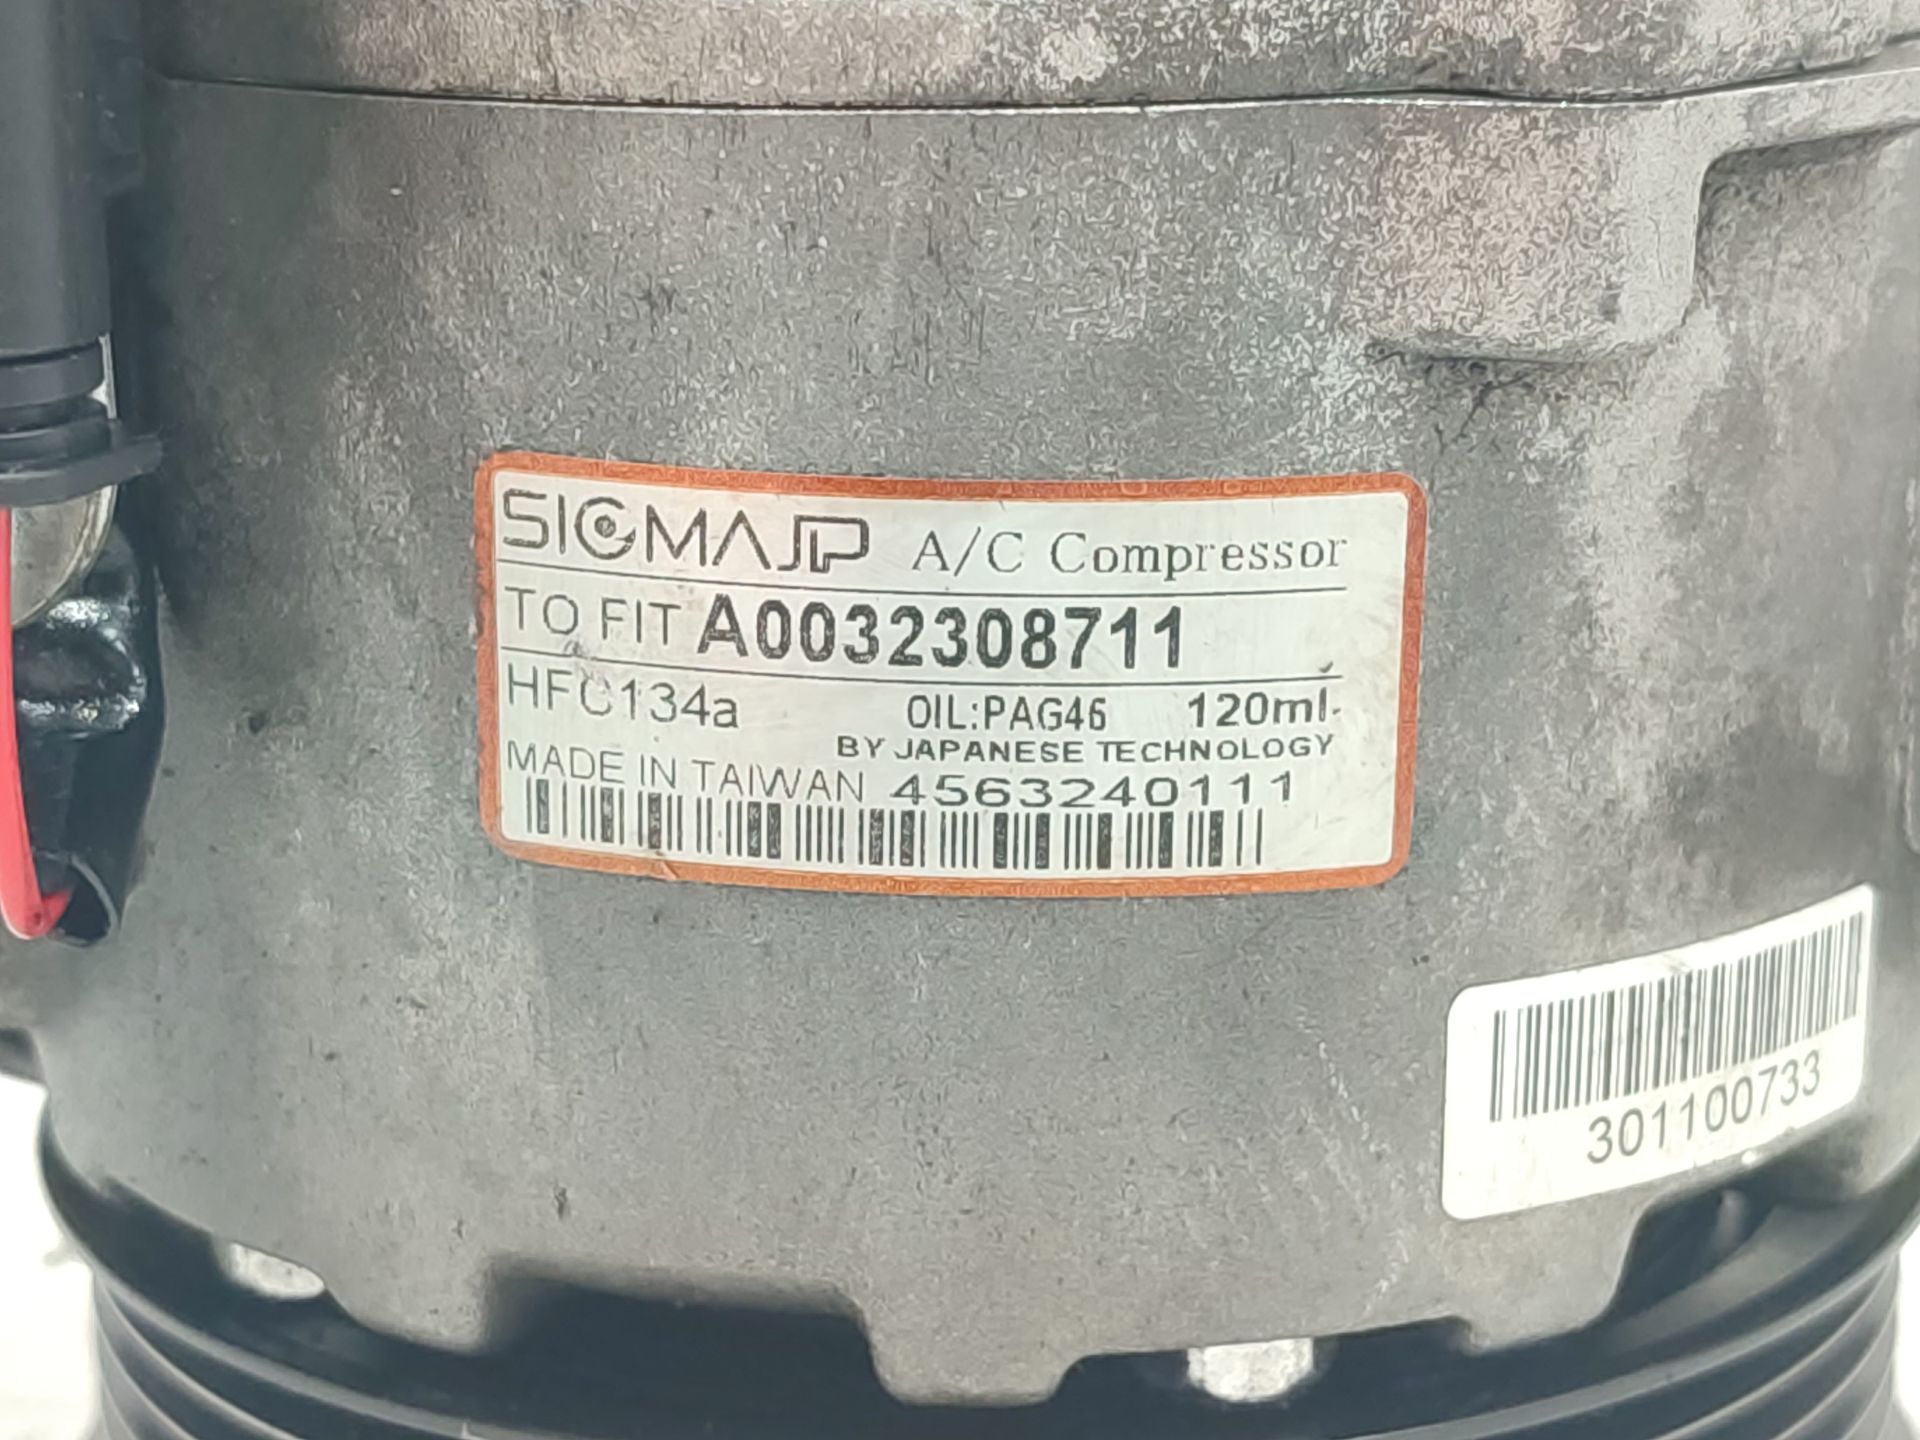 SIGMAJP A/C Compressor
TO FIT A0032308711
HFC134a OIL:PAG46 120ml.
BY JAPANESE TECHNOLOGY
MADE IN TAIWAN 4563240111
301100733